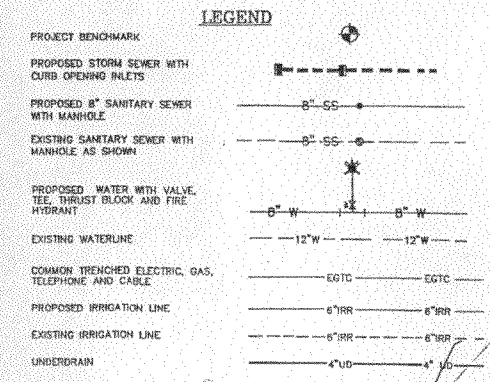 LEGEND
PROJECT BENCHMARK
PROPOSED STORM SEWER WITH
CURB OPENING INLETS
PROPOSED 8" SANITARY SEWER
WITH MANHOLE
8" SS
EXISTING SANITARY SEWER WITH
MANHOLE AS SHOWN
8" SS
PROPOSED WATER WITH VALVE,
TEE, THRUST BLOCK AND FIRE
HYDRANT
8" W 8" W
EXISTING WATERLINE
12"W 12"W
COMMON TRENCHED ELECTRIC, GAS,
TELEPHONE AND CABLE
EGTC EGTC
PROPOSED IRRIGATION LINE
6"IRR 6"IRR
EXISTING IRRIGATION LINE
6"IRR 6"IRR
UNDERDRAIN
4"UD 4" UD